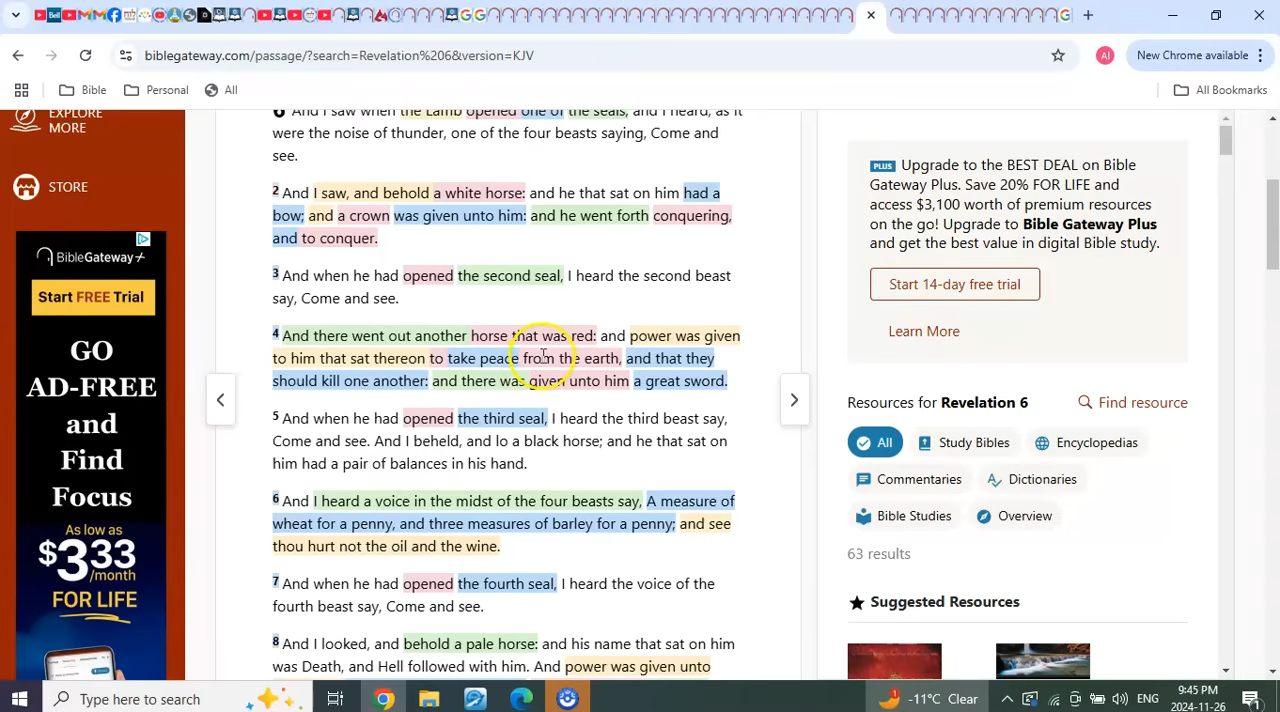 biblegateway.com/passage/?search=Revelation%206&version=KJV
New Chrome available
Bible
Personal
All
All Bookmarks
EXPLORE
MORE
STORE
BibleGateway+
Start FREE Trial
GO
AD-FREE
and
Find
Focus
As low as
$3.33
/month
FOR LIFE
6 And I saw when the Lamb opened one of the seals, and I heard, as it
were the noise of thunder, one of the four beasts saying, Come and
see.
2 And I saw, and behold a white horse: and he that sat on him had a
bow; and a crown was given unto him: and he went forth conquering,
and to conquer.
3 And when he had opened the second seal, I heard the second beast
say, Come and see.
4 And there went out another horse that was red: and power was given
to him that sat thereon to take peace from the earth, and that they
should kill one another: and there was given unto him a great sword.
5 And when he had opened the third seal, I heard the third beast say,
Come and see. And I beheld, and lo a black horse; and he that sat on
him had a pair of balances in his hand.
6 And I heard a voice in the midst of the four beasts say, A measure of
wheat for a penny, and three measures of barley for a penny; and see
thou hurt not the oil and the wine.
7 And when he had opened the fourth seal, I heard the voice of the
fourth beast say, Come and see.
8 And I looked, and behold a pale horse: and his name that sat on him
was Death, and Hell followed with him. And power was given unto
PLUS Upgrade to the BEST DEAL on Bible
Gateway Plus. Save 20% FOR LIFE and
access $3,100 worth of premium resources
on the go! Upgrade to Bible Gateway Plus
and get the best value in digital Bible study.
Start 14-day free trial
Learn More
Resources for Revelation 6
Find resource
All
Study Bibles
Encyclopedias
Commentaries
Dictionaries
Bible Studies
Overview
63 results
Suggested Resources
Type here to search
-11°C Clear
ENG
9:45 PM
2024-11-26